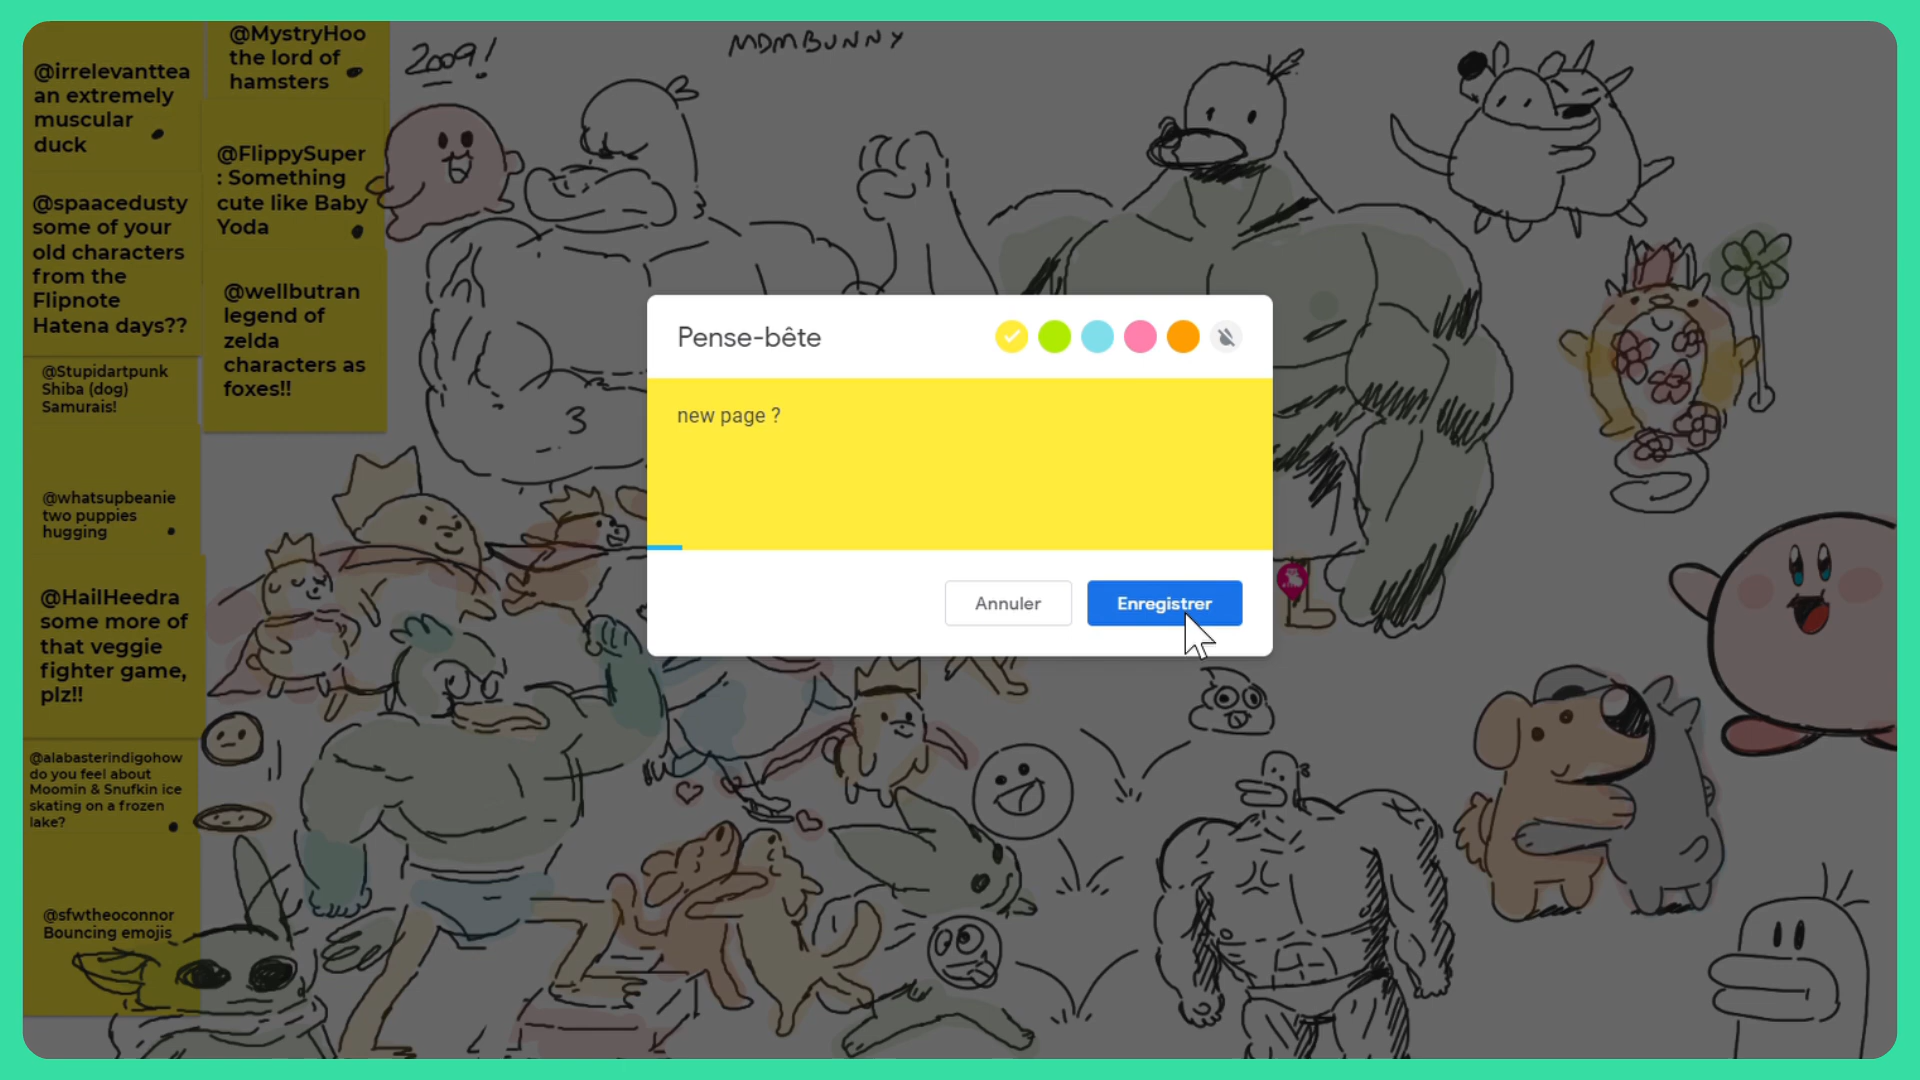 @irrelevanttea
an extremely
muscular
duck
@MystryHoo
the lord of
hamsters
2009!
MDMBUNNY
@FlippySuper
: Something
cute like Baby
Yoda
@spaacedusty
some of your
old characters
from the
Flipnote
Hatena days??
@wellbutran
legend of
zelda
characters as
foxes!!
@Stupidartpunk
Shiba (dog)
Samurais!
@whatsupbeanie
two puppies
hugging
@HailHeedra
some more of
that veggie
fighter game,
plz!!
@alabasterindigohow
do you feel about
Moomin & Snufkin ice
skating on a frozen
lake?
@sfwtheoconnor
Bouncing emojis
Pense-bête
new page ?
Annuler
Enregistrer